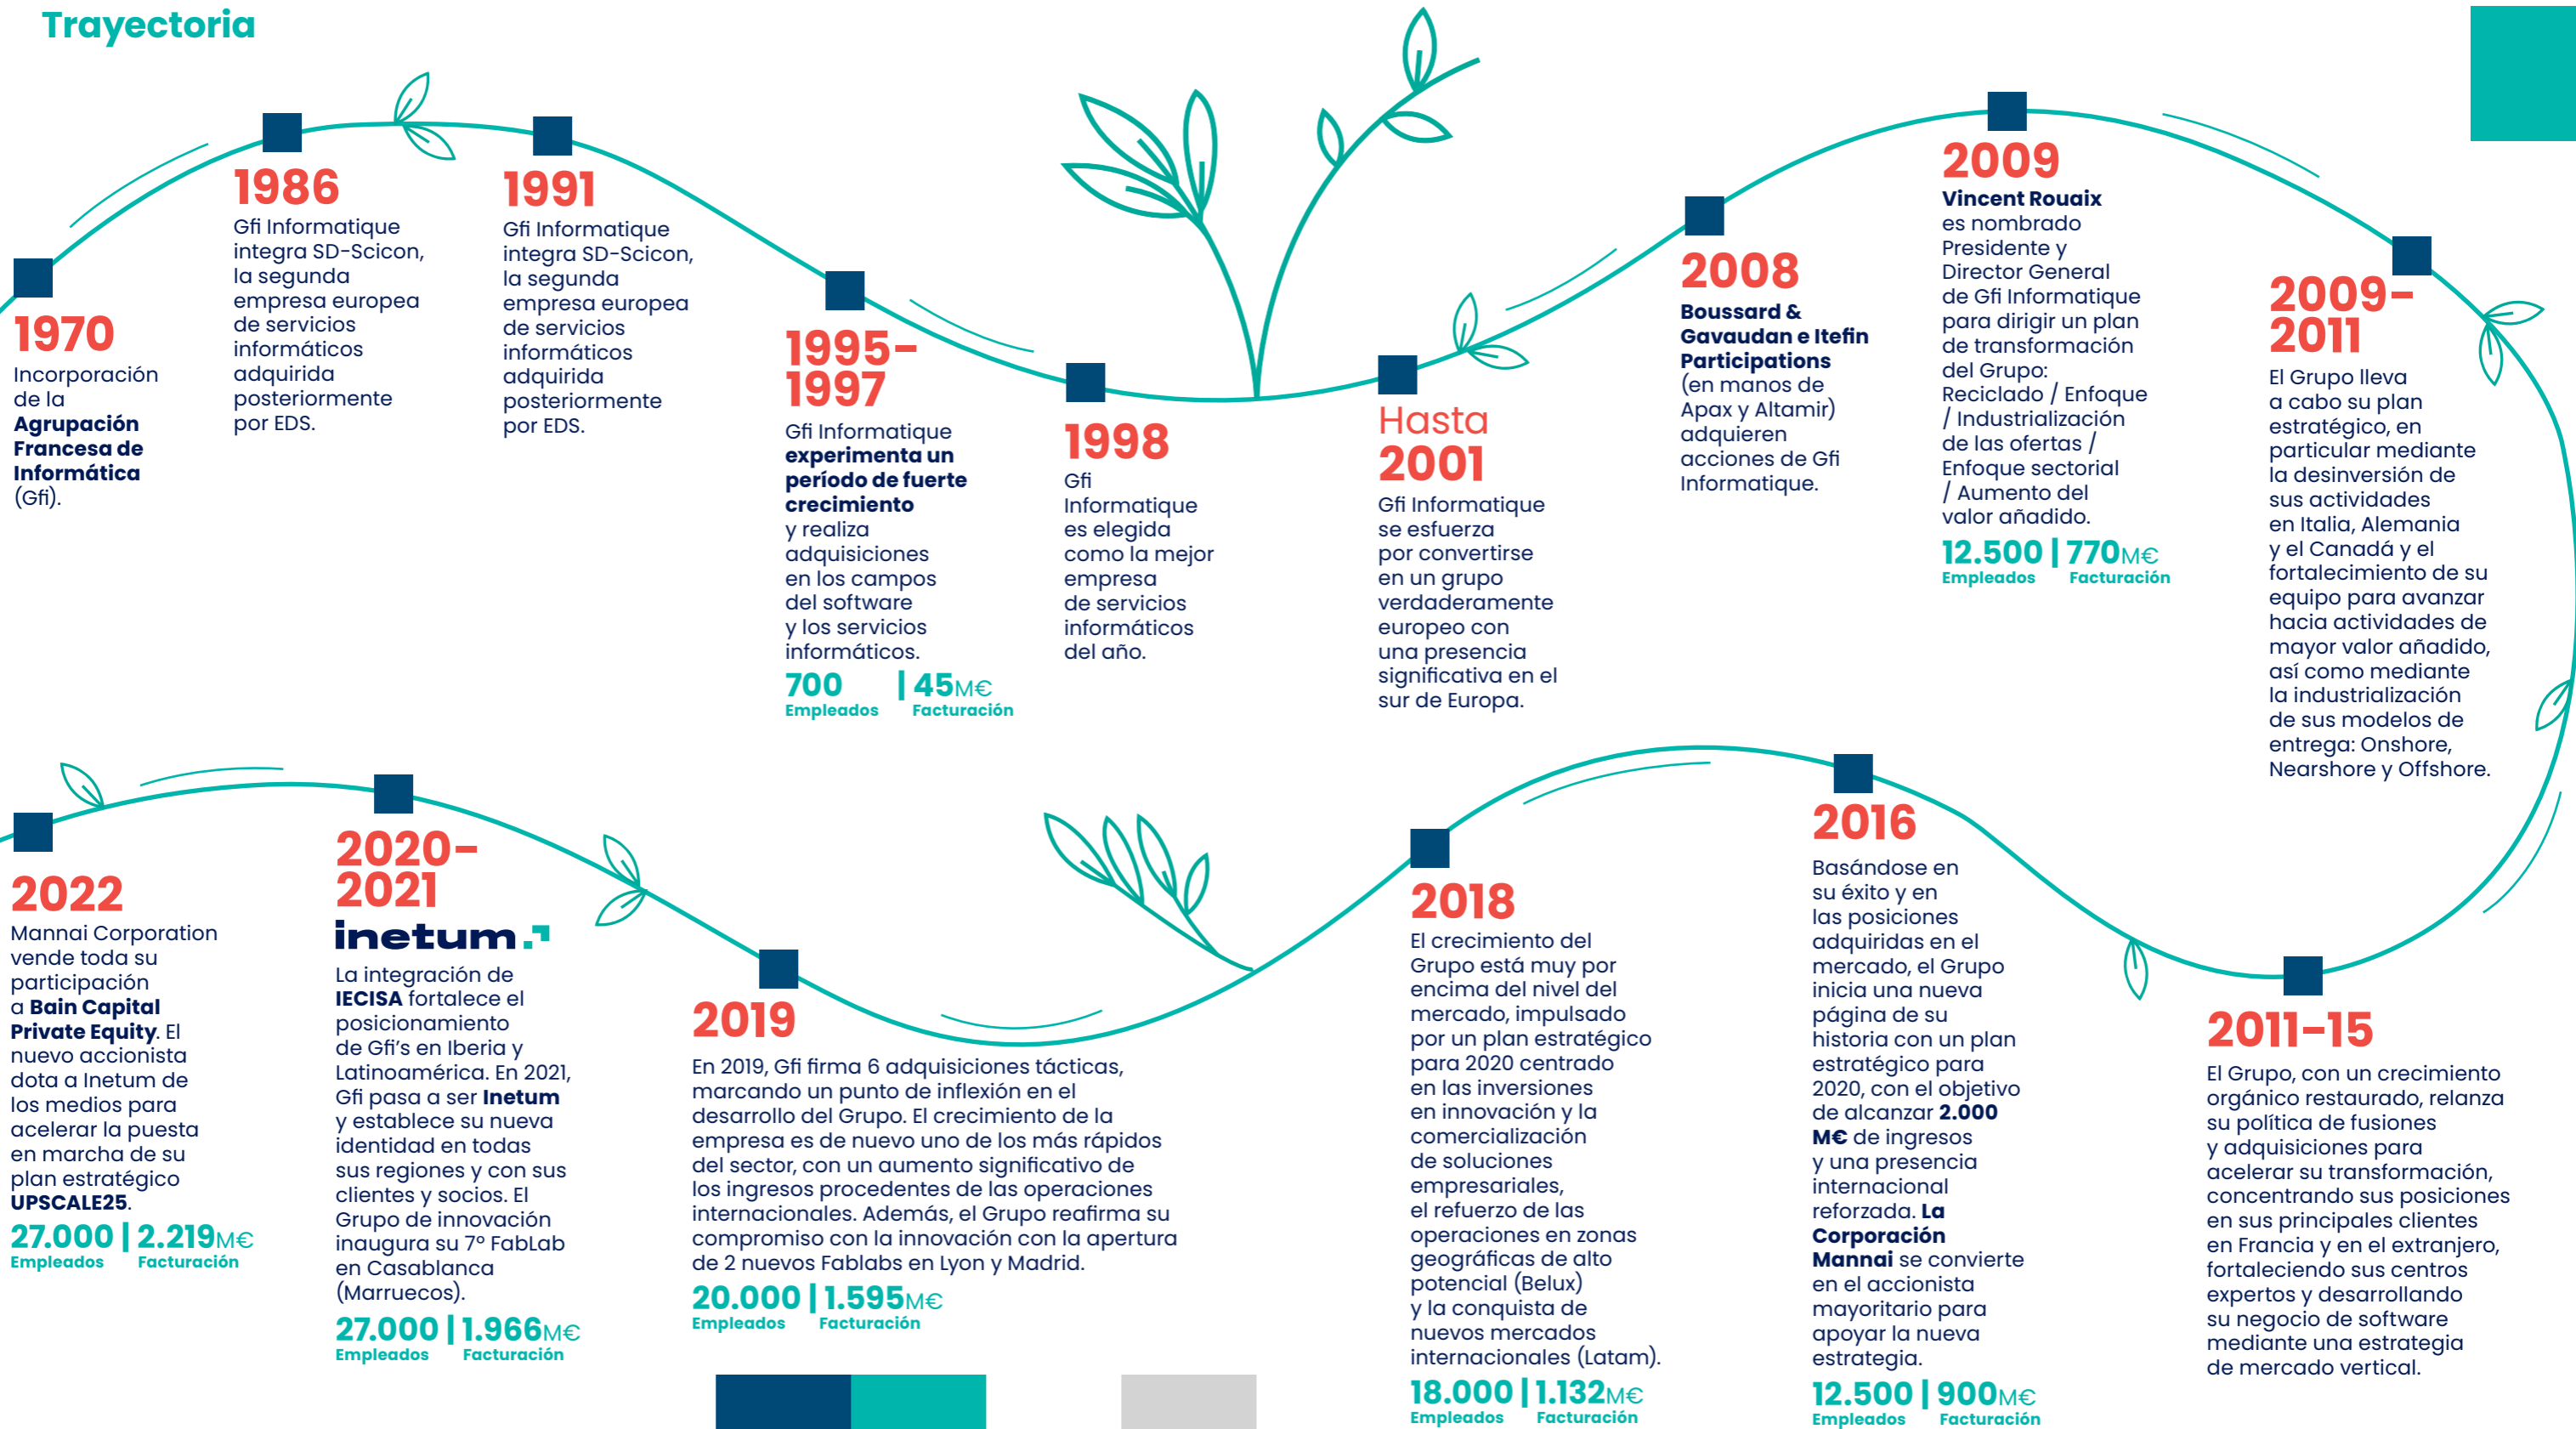 Trayectoria
1970
Incorporación
de la
Agrupación
Francesa de
Informática
(Gfi).
1986
Gfi Informatique
integra SD-Scicon,
la segunda
empresa europea
de servicios
informáticos
adquirida
posteriormente
por EDS.
1991
Gfi Informatique
integra SD-Scicon,
la segunda
empresa europea
de servicios
informáticos
adquirida
posteriormente
por EDS.
1995-
1997
Gfi Informatique
experimenta un
período de fuerte
crecimiento
y realiza
adquisiciones
en los campos
del software
y los servicios
informáticos.
700 | 45M€
Empleados Facturación
1998
Gfi
Informatique
es elegida
como la mejor
empresa
de servicios
informáticos
del año.
Hasta
2001
Gfi Informatique
se esfuerza
por convertirse
en un grupo
verdaderamente
europeo con
una presencia
significativa en el
sur de Europa.
2008
Boussard &
Gavaudan e Itefin
Participations
(en manos de
Apax y Altamir)
adquieren
acciones de Gfi
Informatique.
2009
Vincent Rouaix
es nombrado
Presidente y
Director General
de Gfi Informatique
para dirigir un plan
de transformación
del Grupo:
Reciclado / Enfoque
/ Industrialización
de las ofertas /
Enfoque sectorial
/ Aumento del
valor añadido.
12.500 | 770M€
Empleados Facturación
2009-
2011
El Grupo lleva
a cabo su plan
estratégico, en
particular mediante
la desinversión de
sus actividades
en Italia, Alemania
y el Canadá y el
fortalecimiento de su
equipo para avanzar
hacia actividades de
mayor valor añadido,
así como mediante
la industrialización
de sus modelos de
entrega: Onshore,
Nearshore y Offshore.
2022
Mannai Corporation
vende toda su
participación
a Bain Capital
Private Equity. El
nuevo accionista
dota a Inetum de
los medios para
acelerar la puesta
en marcha de su
plan estratégico
UPSCALE25.
27.000 | 2.219M€
Empleados Facturación
2020-
2021
inetum
La integración de
IECISA fortalece el
posicionamiento
de Gfi's en Iberia y
Latinoamérica. En 2021,
Gfi pasa a ser Inetum
y establece su nueva
identidad en todas
sus regiones y con sus
clientes y socios. El
Grupo de innovación
inaugura su 7º FabLab
en Casablanca
(Marruecos).
27.000 | 1.966M€
Empleados Facturación
2019
En 2019, Gfi firma 6 adquisiciones tácticas,
marcando un punto de inflexión en el
desarrollo del Grupo. El crecimiento de la
empresa es de nuevo uno de los más rápidos
del sector, con un aumento significativo de
los ingresos procedentes de las operaciones
internacionales. Además, el Grupo reafirma su
compromiso con la innovación con la apertura
de 2 nuevos Fablabs en Lyon y Madrid.
20.000 | 1.595M€
Empleados Facturación
2018
El crecimiento del
Grupo está muy por
encima del nivel del
mercado, impulsado
por un plan estratégico
para 2020 centrado
en las inversiones
en innovación y la
comercialización
de soluciones
empresariales,
el refuerzo de las
operaciones en zonas
geográficas de alto
potencial (Belux)
y la conquista de
nuevos mercados
internacionales (Latam).
18.000 | 1.132M€
Empleados Facturación
2016
Basándose en
su éxito y en
las posiciones
adquiridas en el
mercado, el Grupo
inicia una nueva
página de su
historia con un plan
estratégico para
2020, con el objetivo
de alcanzar 2.000
M€ de ingresos
y una presencia
internacional
reforzada. La
Corporación
Mannai se convierte
en el accionista
mayoritario para
apoyar la nueva
estrategia.
12.500 | 900M€
Empleados Facturación
2011-15
El Grupo, con un crecimiento
orgánico restaurado, relanza
su política de fusiones
y adquisiciones para
acelerar su transformación,
concentrando sus posiciones
en sus principales clientes
en Francia y en el extranjero,
fortaleciendo sus centros
expertos y desarrollando
su negocio de software
mediante una estrategia
de mercado vertical.